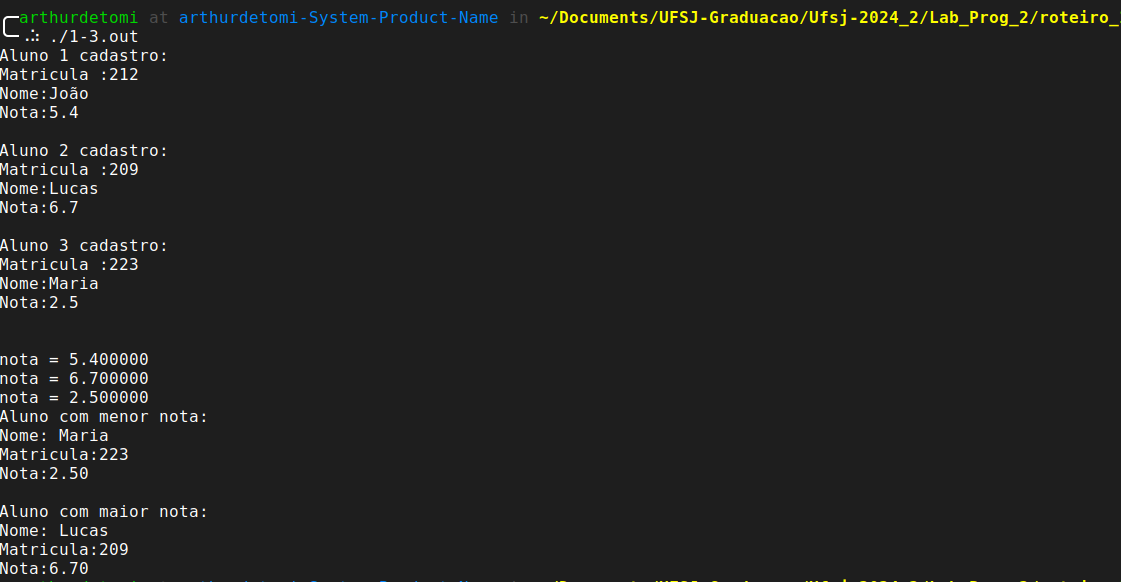 arthurdetomi at arthurdetomi-System-Product-Name in ~/Documents/UFSJ-Graduacao/Ufsj-2024_2/Lab_Prog_2/roteiro_
./1-3.out
Aluno 1 cadastro:
Matricula :212
Nome:João
Nota:5.4
Aluno 2 cadastro:
Matricula :209
Nome:Lucas
Nota:6.7
Aluno 3 cadastro:
Matricula :223
Nome:Maria
Nota:2.5
nota = 5.400000
nota = 6.700000
nota = 2.500000
Aluno com menor nota:
Nome: Maria
Matricula:223
Nota:2.50
Aluno com maior nota:
Nome: Lucas
Matricula:209
Nota:6.70